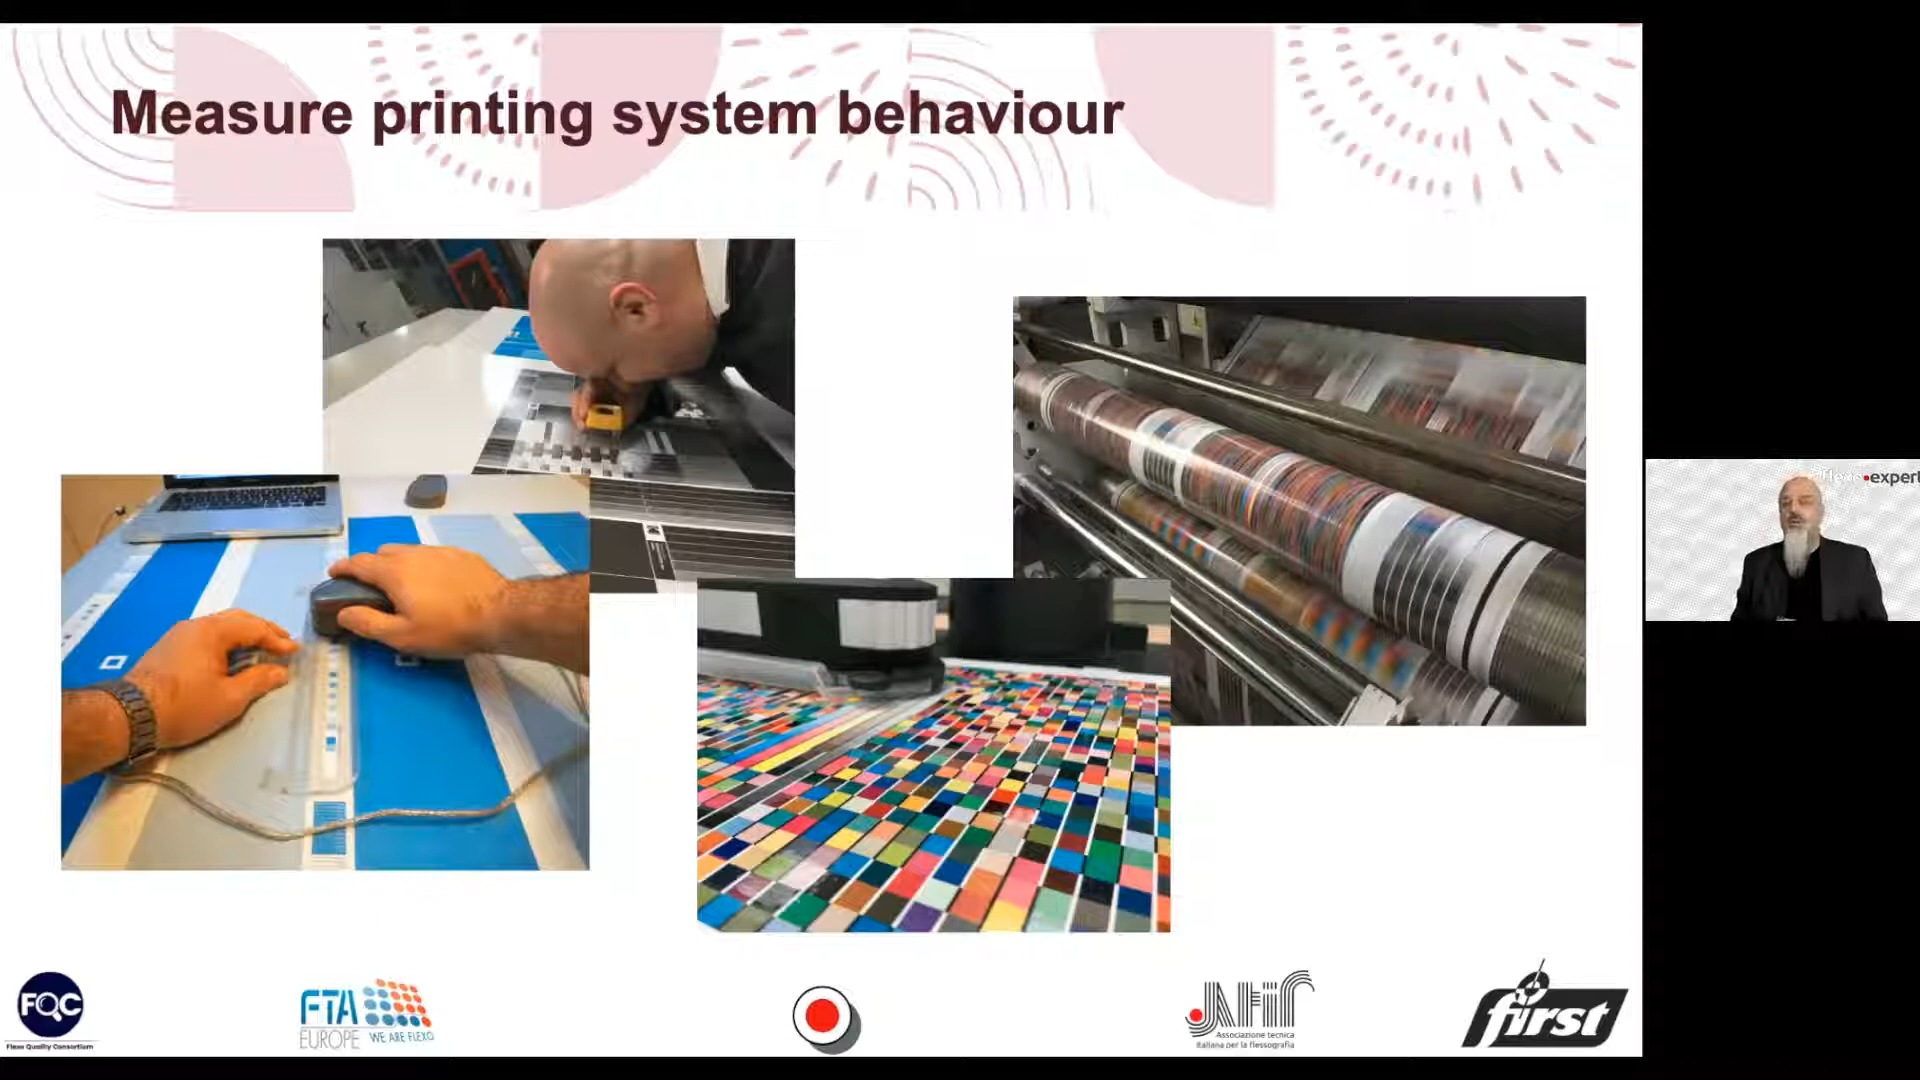 Measure printing system behaviour
flexo•expert
FQC
Flexo Quality Consortium
FTA
EUROPE
WE ARE FLEXO
ATIF
Associazione tecnica
italiana per la flessografia
first